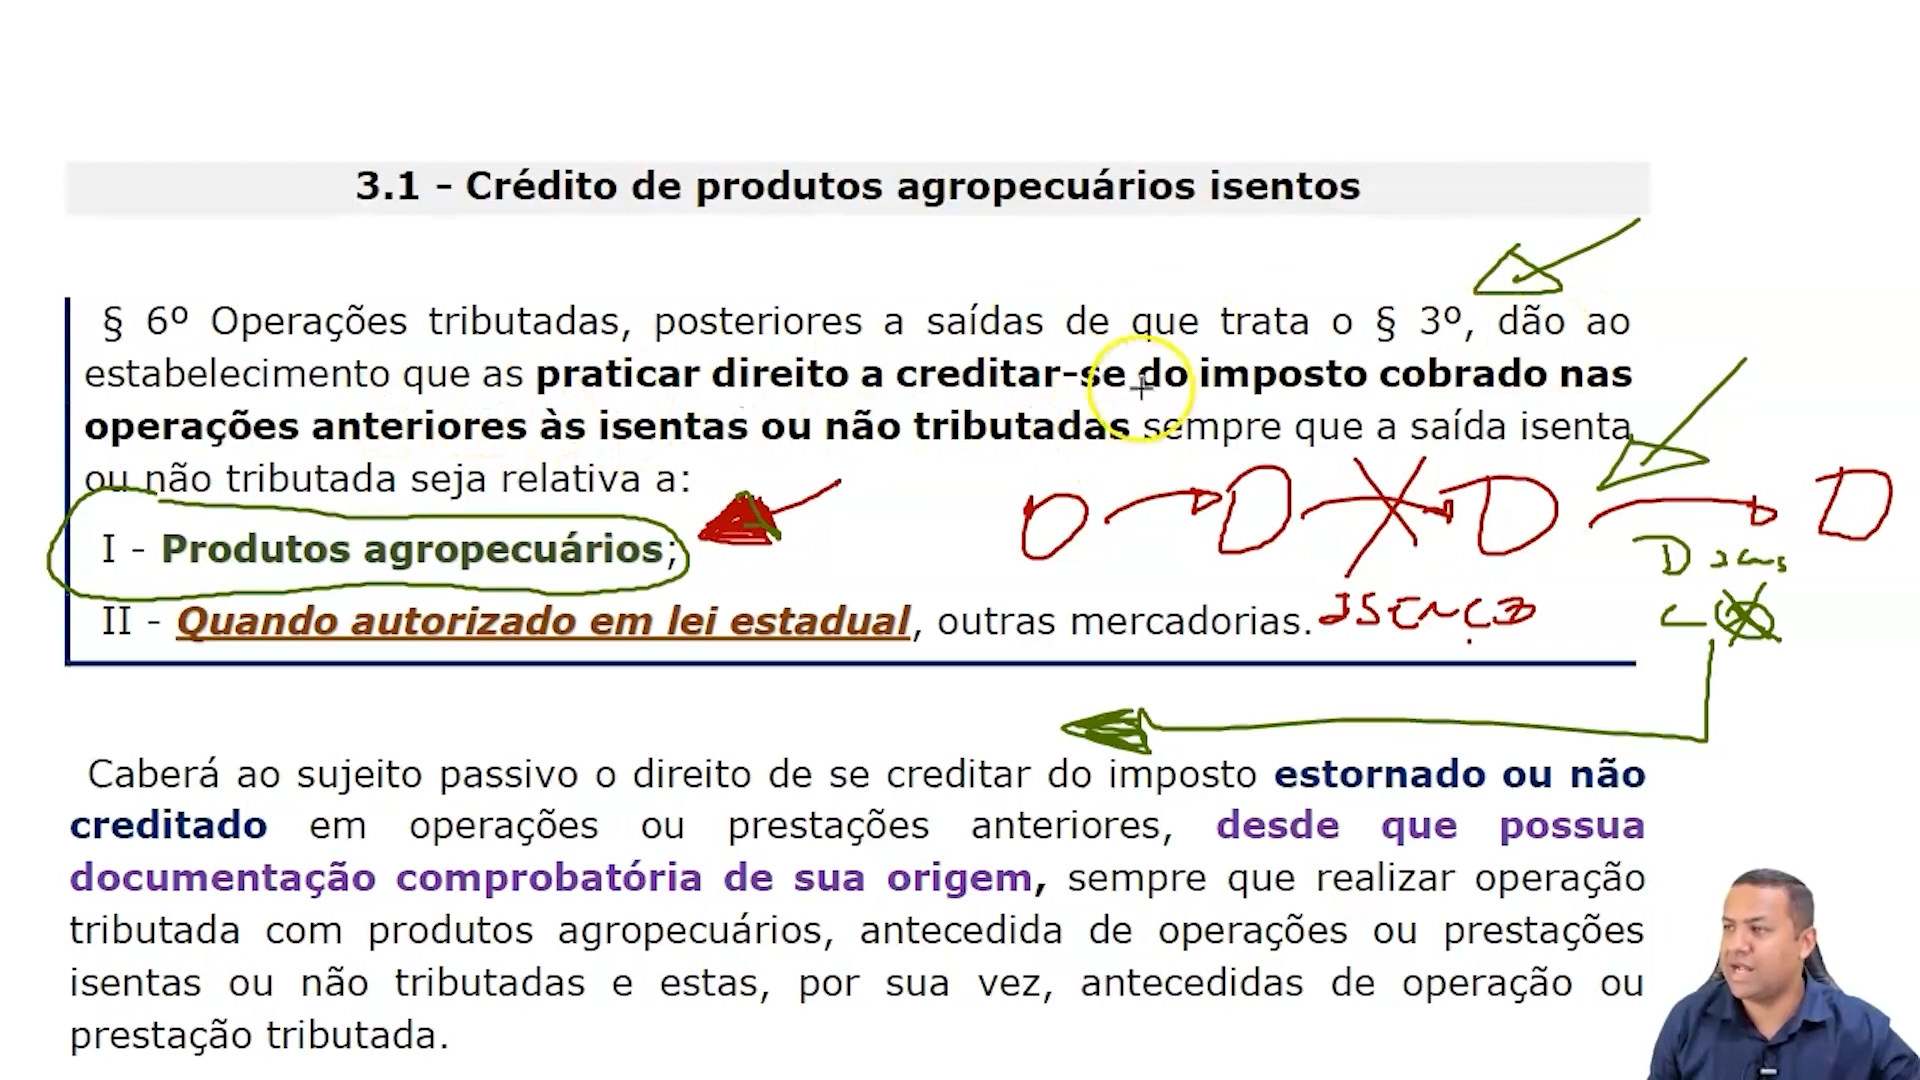 3.1 - Crédito de produtos agropecuários isentos
§ 6º Operações tributadas, posteriores a saídas de que trata o § 3º, dão ao
estabelecimento que as praticar direito a creditar-se do imposto cobrado nas
operações anteriores às isentas ou não tributadas sempre que a saída isenta
ou não tributada seja relativa a:
I - Produtos agropecuários;
II - Quando autorizado em lei estadual, outras mercadorias.
Caberá ao sujeito passivo o direito de se creditar do imposto estornado ou não
creditado em operações ou prestações anteriores, desde que possua
documentação comprobatória de sua origem, sempre que realizar operação
tributada com produtos agropecuários, antecedida de operações ou prestações
isentas ou não tributadas e estas, por sua vez, antecedidas de operação ou
prestação tributada.